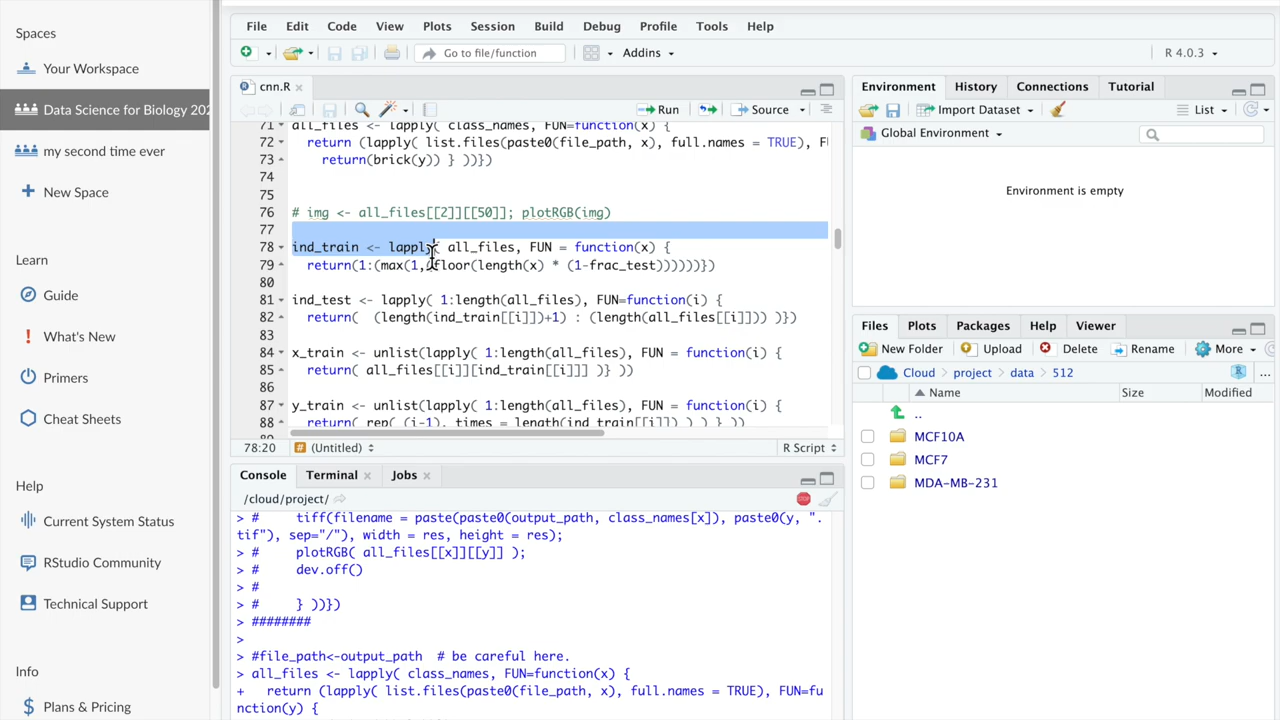 Spaces
Your Workspace
Data Science for Biology 202
my second time ever
New Space
Learn
Guide
What's New
Primers
Cheat Sheets
Help
Current System Status
RStudio Community
Technical Support
Info
Plans & Pricing
File Edit Code View Plots Session Build Debug Profile Tools Help
Go to file/function Addins R 4.0.3
cnn.R
Run Source
71 all_files <- lapply( class_names, FUN=function(x) {
72 return (lapply( list.files(paste0(file_path, x), full.names = TRUE), F
73 return(brick(y)) } ))})
74
75
76 # img <- all_files[[2]][[50]]; plotRGB(img)
77
78 ind_train <- lapply( all_files, FUN = function(x) {
79 return(1:(max(1, floor(length(x) * (1-frac_test))))))})
80
81 ind_test <- lapply( 1:length(all_files), FUN=function(i) {
82 return( (length(ind_train[[i]])+1) : (length(all_files[[i]])) )})
83
84 x_train <- unlist(lapply( 1:length(all_files), FUN = function(i) {
85 return( all_files[[i]][ind_train[[i]]] )} ))
86
87 y_train <- unlist(lapply( 1:length(all_files), FUN = function(i) {
88 return( rep( (i-1), times = length(ind_train[[i]]) ) ) } ))
78:20 # (Untitled) R Script
Console Terminal Jobs
/cloud/project/
> # tiff(filename = paste(paste0(output_path, class_names[x]), paste0(y, ".
tif"), sep="/"), width = res, height = res);
> # plotRGB( all_files[[x]][[y]] );
> # dev.off()
> #
> # } ))})
> ########
>
> #file_path<-output_path # be careful here.
> all_files <- lapply( class_names, FUN=function(x) {
+ return (lapply( list.files(paste0(file_path, x), full.names = TRUE), FUN=fu
nction(y) {
Environment History Connections Tutorial
Import Dataset List
Global Environment
Environment is empty
Files Plots Packages Help Viewer
New Folder Upload Delete Rename More
Cloud project data 512 R ...
Name Size Modified
..
MCF10A
MCF7
MDA-MB-231